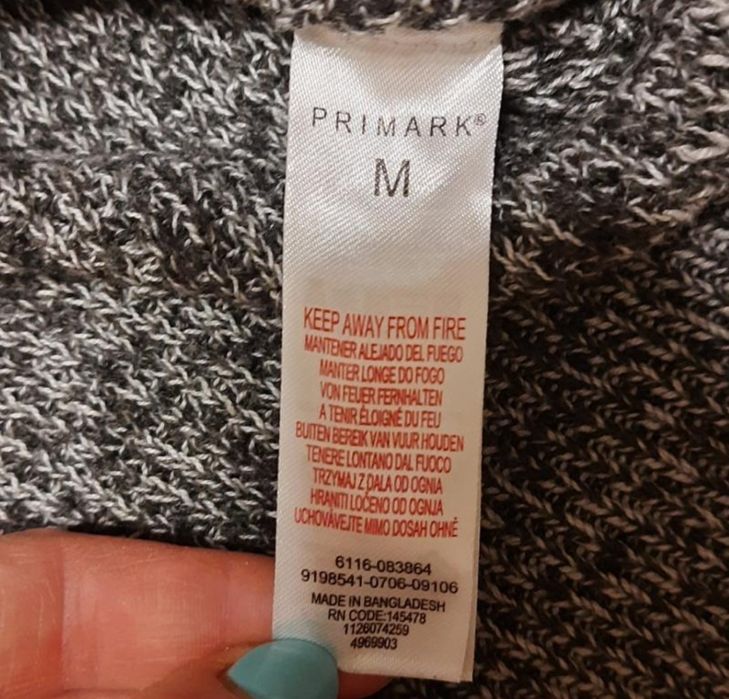 PRIMARK®
M
KEEP AWAY FROM FIRE
MANTENER ALEJADO DEL FUEGO
MANTER LONGE DO FOGO
VON FEUER FERNHALTEN
A TENIR ÉLOIGNÉ DU FEU
BUITEN BEREIK VAN VUUR HOUDEN
TENERE LONTANO DAL FUOCO
TRZYMAJ Z DALA OD OGNIA
HRANITI LOČENO OD OGNJA
UCHOVÁVEJTE MIMO DOSAH OHNĚ
6116-083864
9198541-0706-09106
MADE IN BANGLADESH
RN CODE:145478
1126074259
4969903